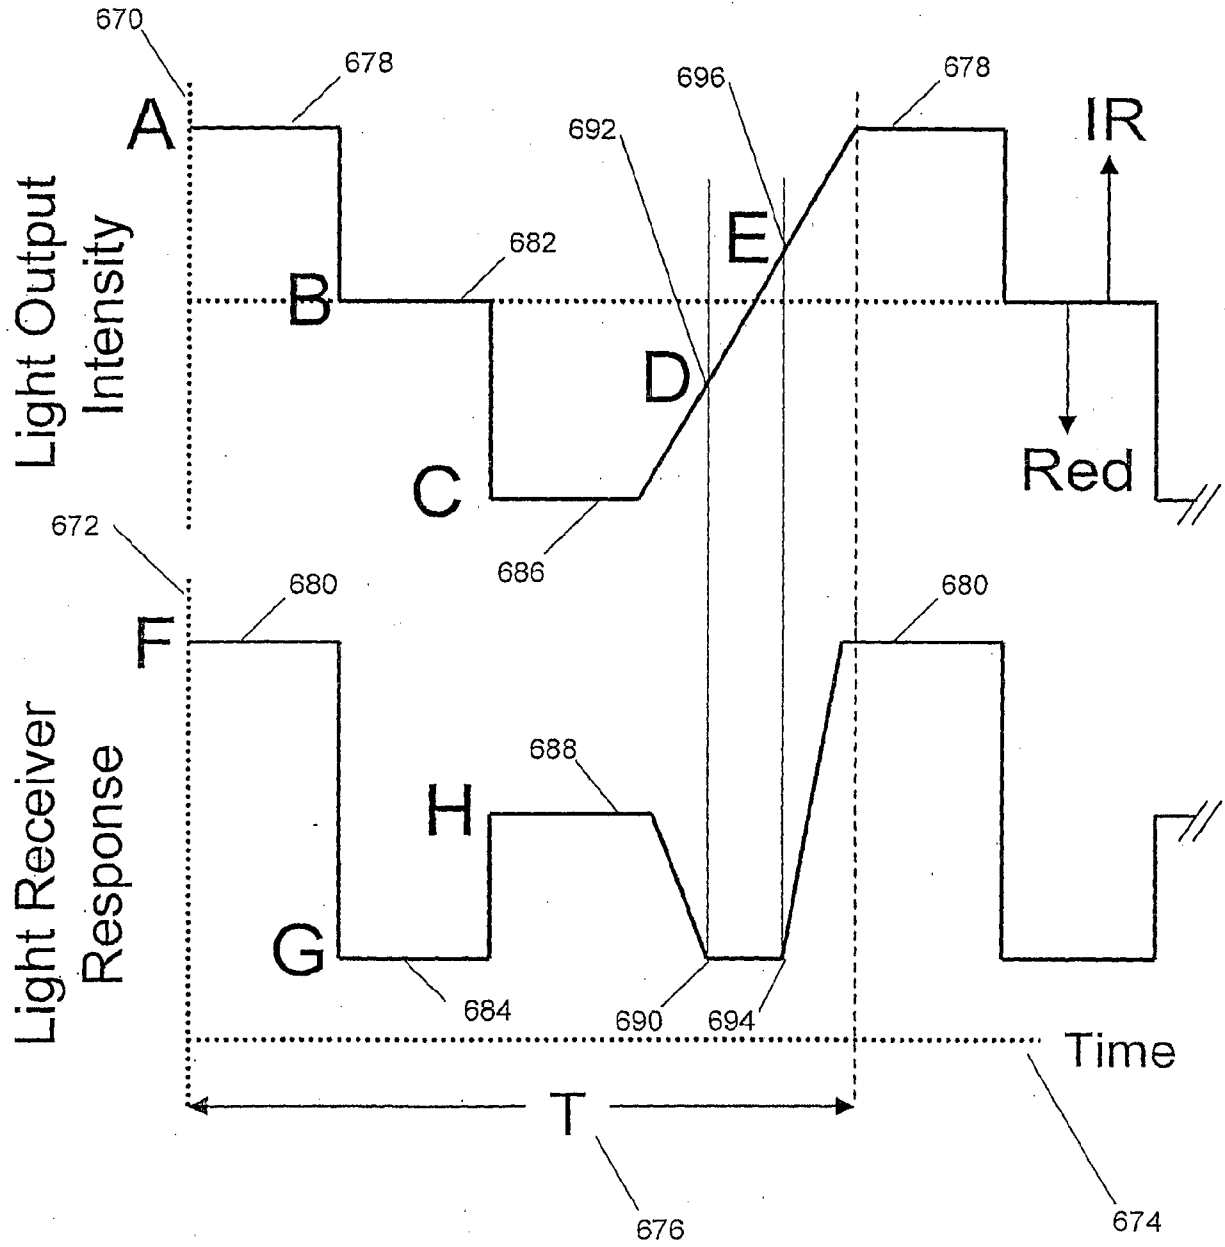 670
678
696
678
692
A
IR
Light Output
Intensity
E
682
B
D
Red
C
672
686
680
680
F
Light Receiver
Response
688
H
G
684
690
694
Time
T
676
674